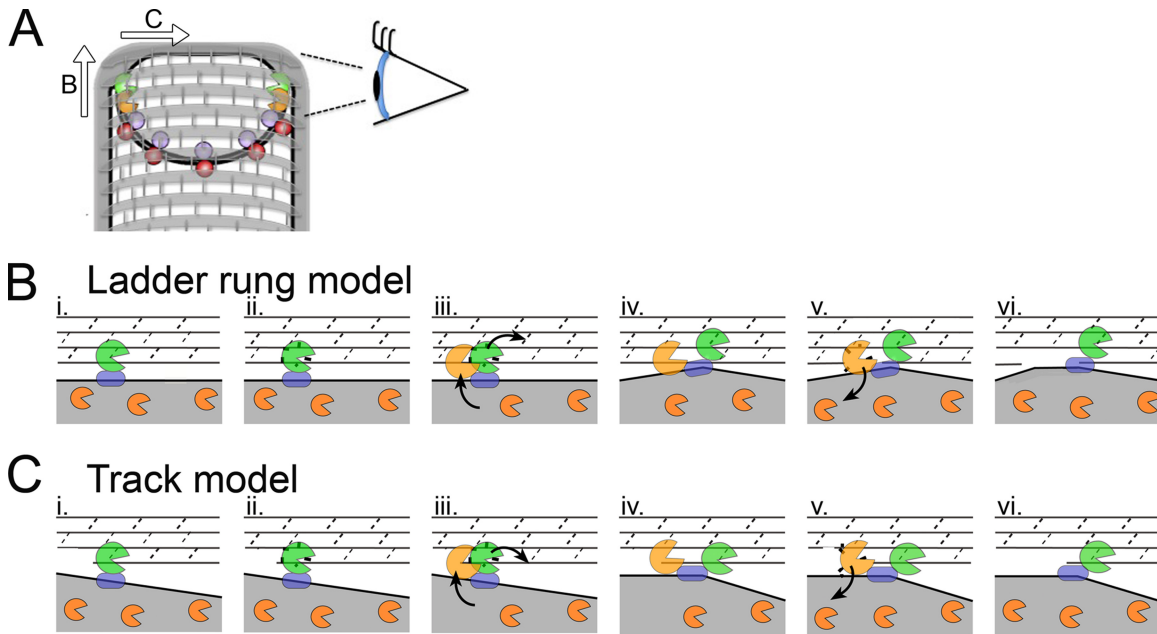 A
C
B
B
Ladder rung model
i. ii. iii. iv. v. vi.
C
Track model
i. ii. iii. iv. v. vi.